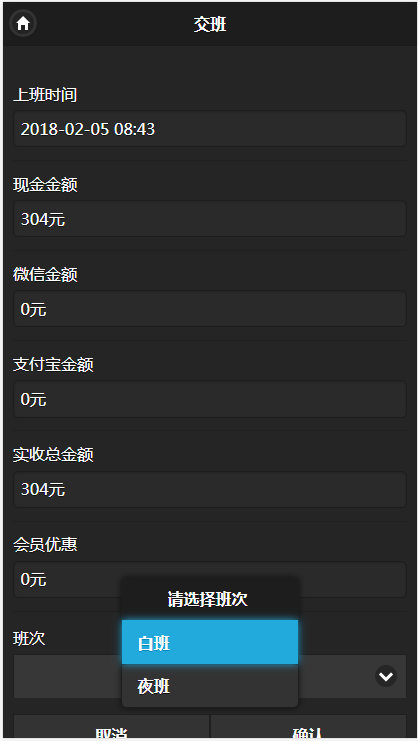 交班
上班时间
2018-02-05 08:43
现金金额
304元
微信金额
0元
支付宝金额
0元
实收总金额
304元
会员优惠
0元
请选择班次
班次
白班
夜班
取消
确认